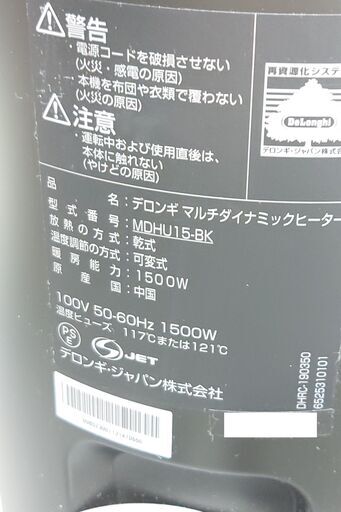 ⚠警告
・電源コードを破損させない
(火災・感電の原因)
・本機を布団や衣類で覆わない
(火災の原因)
⚠注意
・運転中および使用直後は、
本体に触れない
(やけどの原因)
再資源化システ
DeLonghi
デロンギ・ジャパン株式会
品名:デロンギ マルチダイナミックヒーター
型式番号:MDHU15-BK
放熱の方式:乾式
温度調節の方式:可変式
暖房能力:1500W
原産国:中国
100V 50-60Hz 1500W
温度ヒューズ:117℃または121℃
PSE
S JET
デロンギ・ジャパン株式会社
DHRC-190350
6525310101